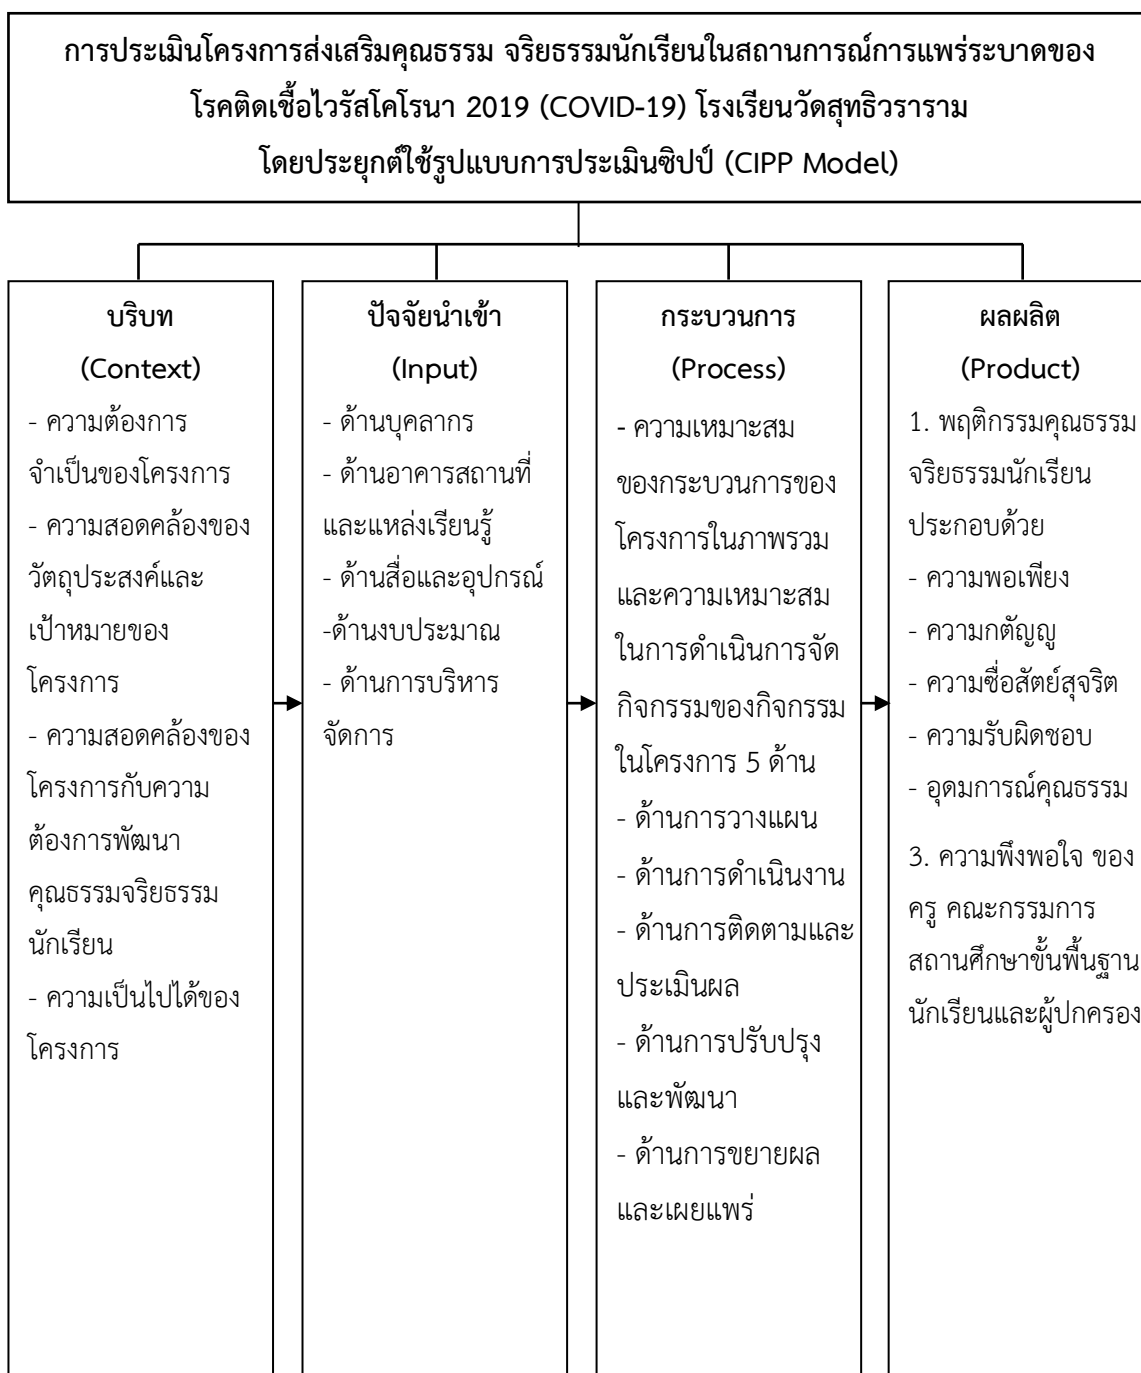 การประเมินโครงการส่งเสริมคุณธรรม จริยธรรมนักเรียนในสถานการณ์การแพร่ระบาดของ
โรคติดเชื้อไวรัสโคโรนา 2019 (COVID-19) โรงเรียนวัดสุทธิวราราม
โดยประยุกต์ใช้รูปแบบการประเมินซิปป์ (CIPP Model)
บริบท
(Context)
- ความต้องการ
จำเป็นของโครงการ
- ความสอดคล้องของ
วัตถุประสงค์และ
เป้าหมายของ
โครงการ
- ความสอดคล้องของ
โครงการกับความ
ต้องการพัฒนา
คุณธรรมจริยธรรม
นักเรียน
- ความเป็นไปได้ของ
โครงการ
ปัจจัยนำเข้า
(Input)
- ด้านบุคลากร
- ด้านอาคารสถานที่
และแหล่งเรียนรู้
- ด้านสื่อและอุปกรณ์
-ด้านงบประมาณ
- ด้านการบริหาร
จัดการ
กระบวนการ
(Process)
- ความเหมาะสม
ของกระบวนการของ
โครงการในภาพรวม
และความเหมาะสม
ในการดำเนินการจัด
กิจกรรมของกิจกรรม
ในโครงการ 5 ด้าน
- ด้านการวางแผน
- ด้านการดำเนินงาน
- ด้านการติดตามและ
ประเมินผล
- ด้านการปรับปรุง
และพัฒนา
- ด้านการขยายผล
และเผยแพร่
ผลผลิต
(Product)
1. พฤติกรรมคุณธรรม
จริยธรรมนักเรียน
ประกอบด้วย
- ความพอเพียง
- ความกตัญญู
- ความซื่อสัตย์สุจริต
- ความรับผิดชอบ
- อุดมการณ์คุณธรรม
3. ความพึงพอใจ ของ
ครู คณะกรรมการ
สถานศึกษาขั้นพื้นฐาน
นักเรียนและผู้ปกครอง